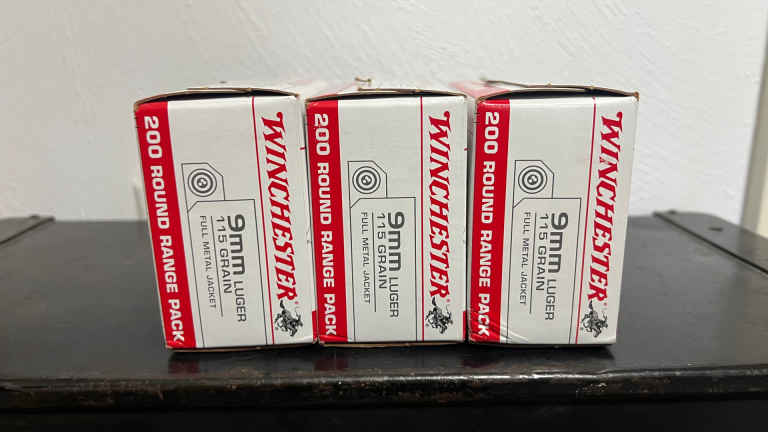 200 ROUND RANGE PACK
9mm LUGER
115 GRAIN
FULL METAL JACKET
WINCHESTER®
200 ROUND RANGE PACK
9mm LUGER
115 GRAIN
FULL METAL JACKET
WINCHESTER
200 ROUND RANGE PACK
9mm LUGER
115 GRAIN
FULL METAL JACKET
WINCHESTER®